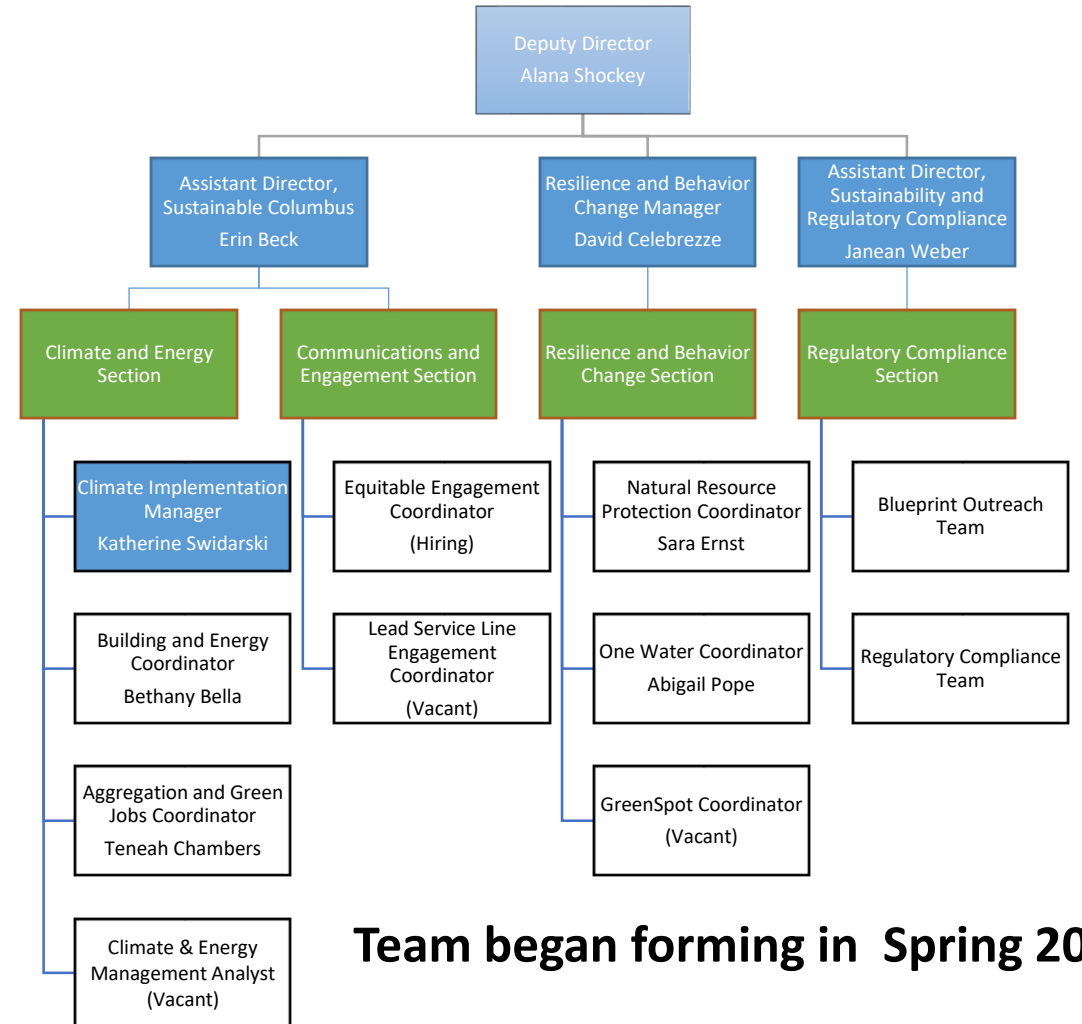 Deputy Director
Alana Shockey
Assistant Director,
Sustainable Columbus
Erin Beck
Resilience and Behavior
Change Manager
David Celebrezze
Assistant Director,
Sustainability and
Regulatory Compliance
Janean Weber
Climate and Energy
Section
Communications and
Engagement Section
Resilience and Behavior
Change Section
Regulatory Compliance
Section
Climate Implementation
Manager
Katherine Swidarski
Equitable Engagement
Coordinator
(Hiring)
Natural Resource
Protection Coordinator
Sara Ernst
Blueprint Outreach
Team
Building and Energy
Coordinator
Bethany Bella
Lead Service Line
Engagement
Coordinator
(Vacant)
One Water Coordinator
Abigail Pope
Regulatory Compliance
Team
Aggregation and Green
Jobs Coordinator
Teneah Chambers
GreenSpot Coordinator
(Vacant)
Climate & Energy
Management Analyst
(Vacant)
Team began forming in Spring 20